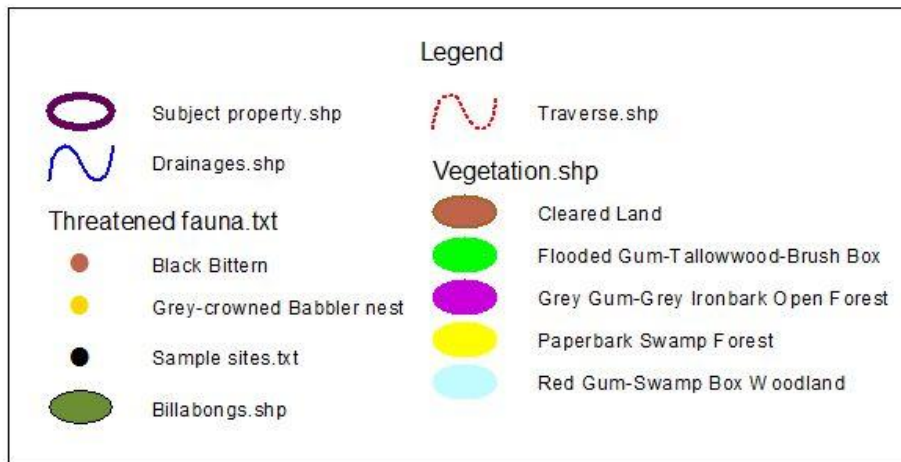 Legend
Subject property.shp
Drainages.shp
Threatened fauna.txt
Black Bittern
Grey-crowned Babbler nest
Sample sites.txt
Billabongs.shp
Traverse.shp
Vegetation.shp
Cleared Land
Flooded Gum-Tallowwood-Brush Box
Grey Gum-Grey Ironbark Open Forest
Paperbark Swamp Forest
Red Gum-Swamp Box Woodland